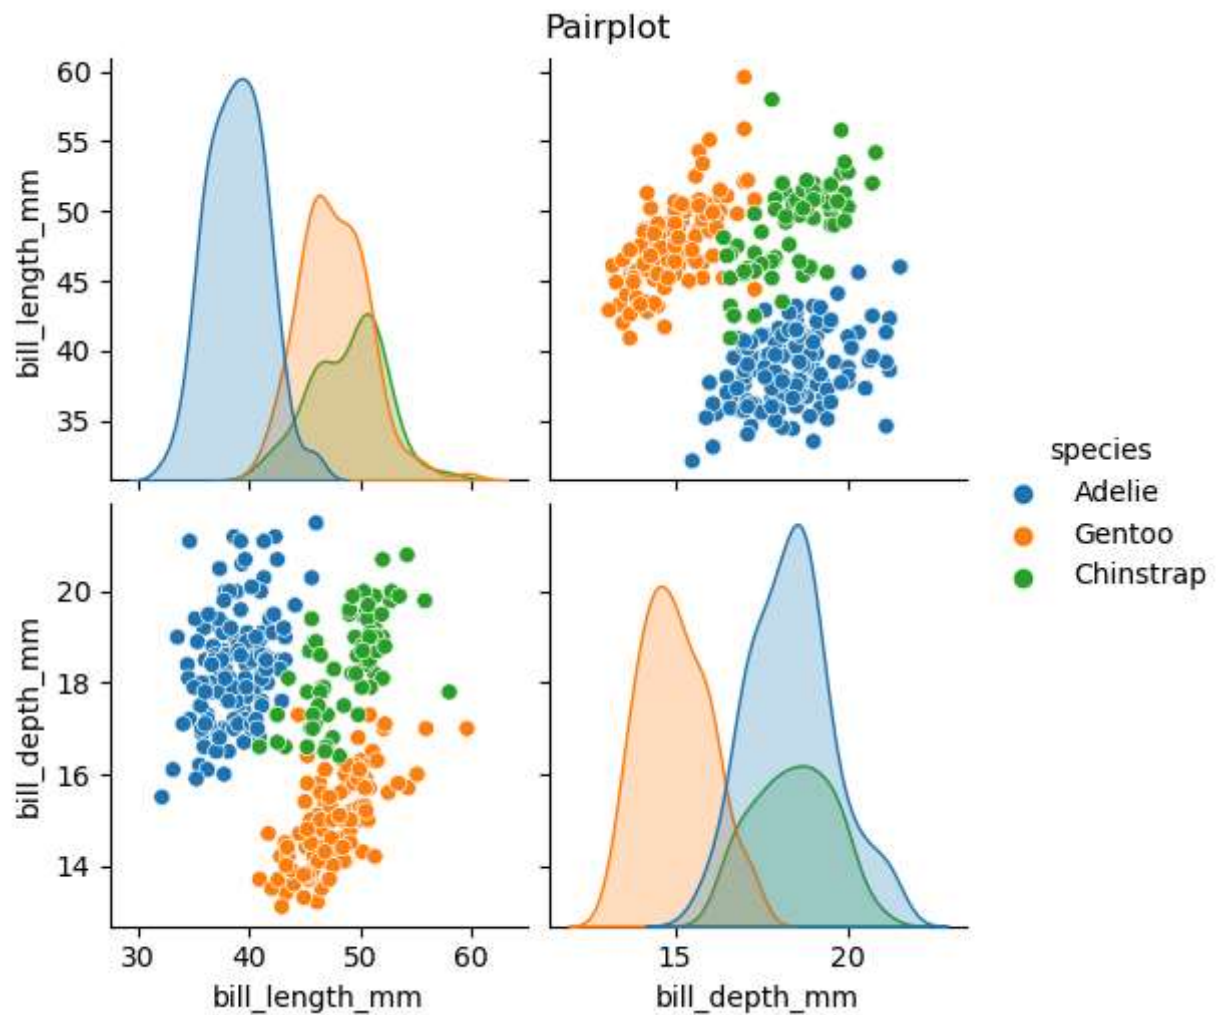 Pairplot
60
55
50
45
40
35
bill_length_mm
species
Adelie
Gentoo
Chinstrap
20
18
16
14
bill_depth_mm
30 40 50 60
bill_length_mm
15 20
bill_depth_mm